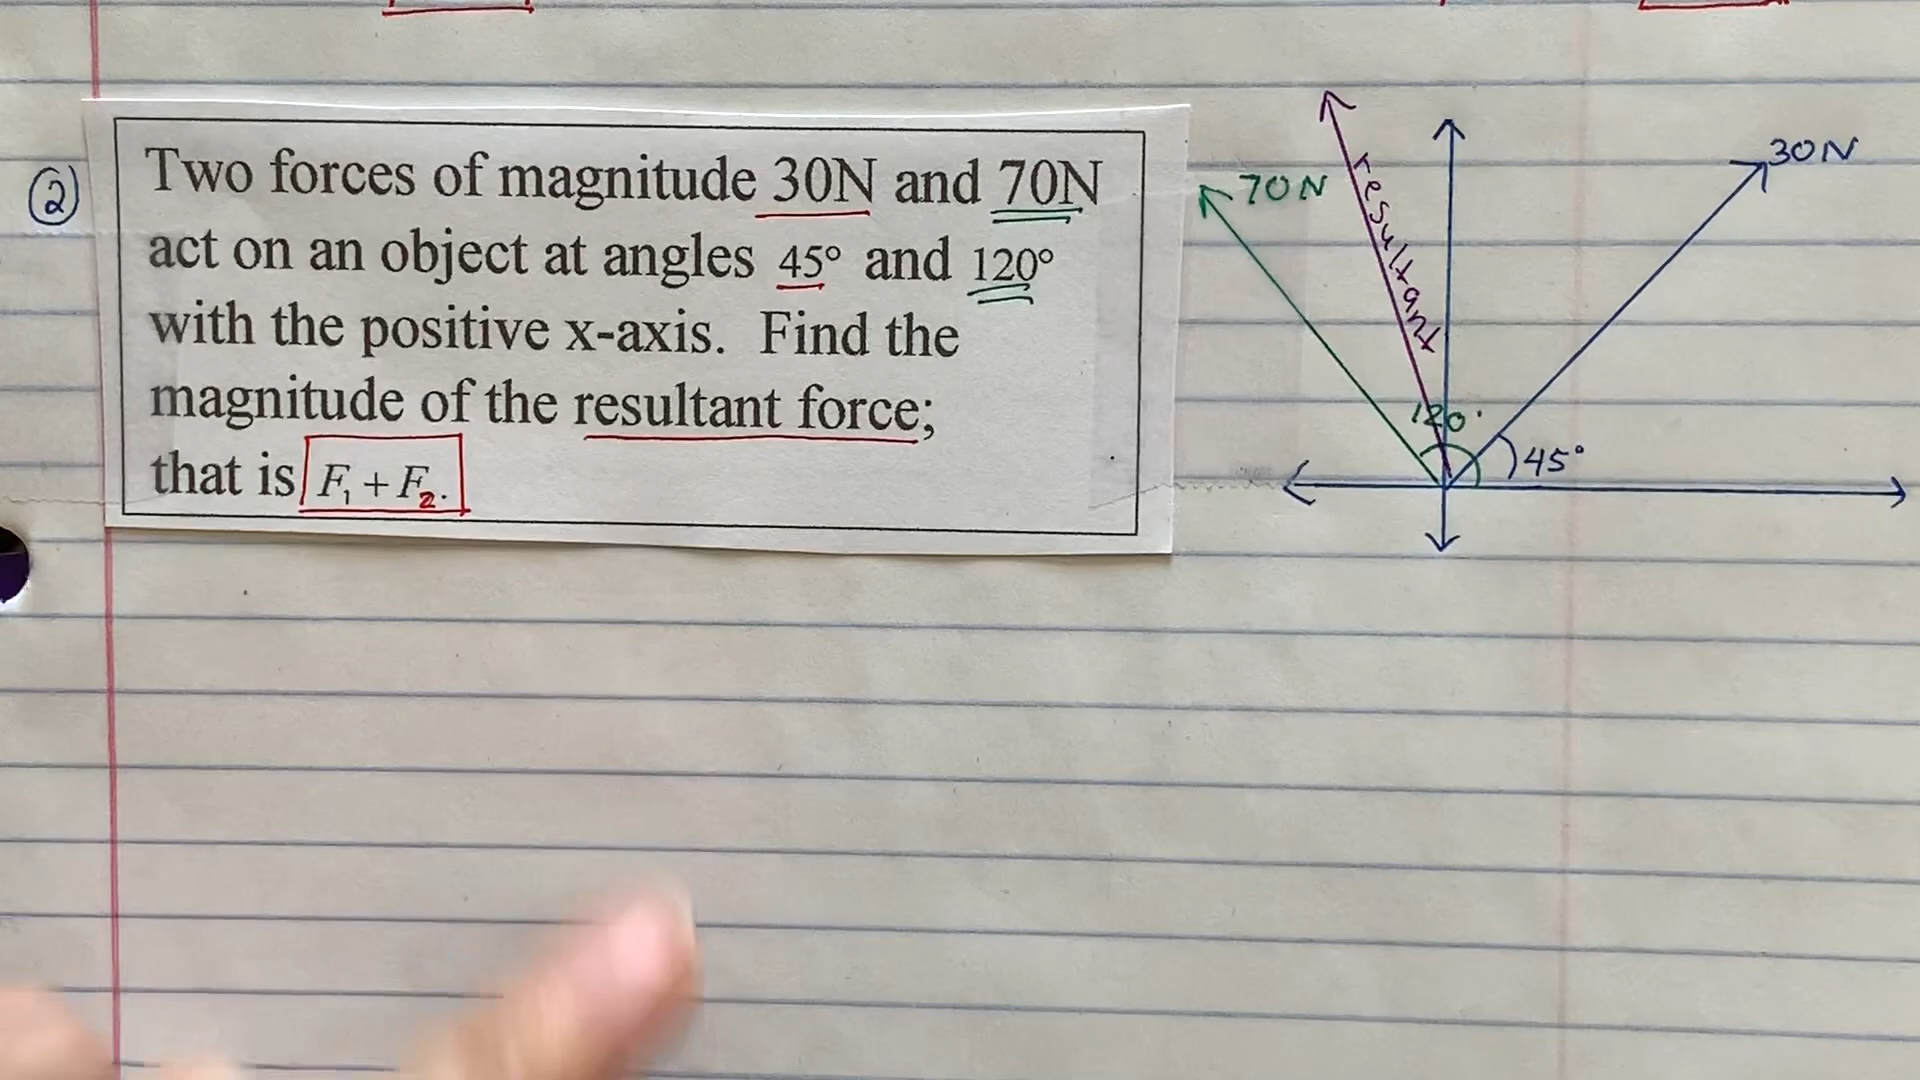 ②
Two forces of magnitude 30N and 70N
act on an object at angles 45° and 120°
with the positive x-axis. Find the
magnitude of the resultant force;
that is F₁ + F₂.
70N
resultant
30N
120°
45°